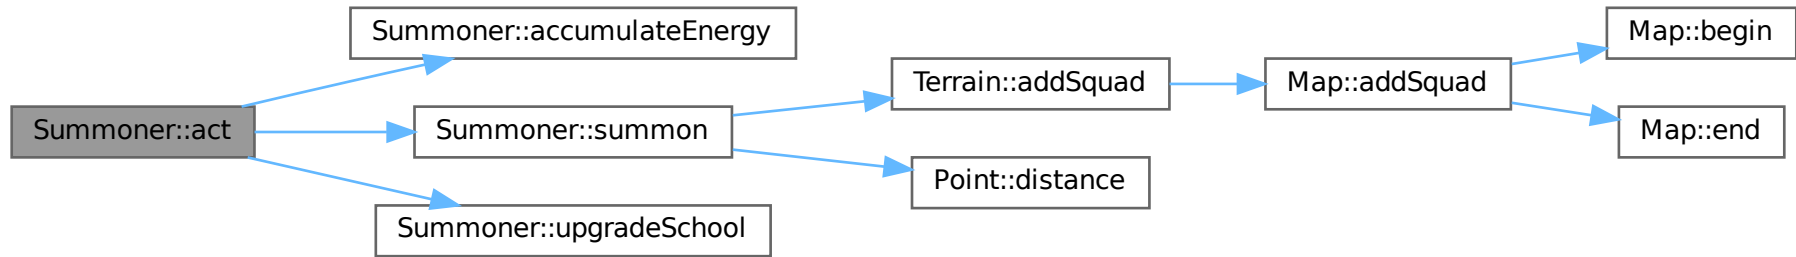 Summoner::act
Summoner::accumulateEnergy
Summoner::summon
Summoner::upgradeSchool
Terrain::addSquad
Point::distance
Map::addSquad
Map::begin
Map::end